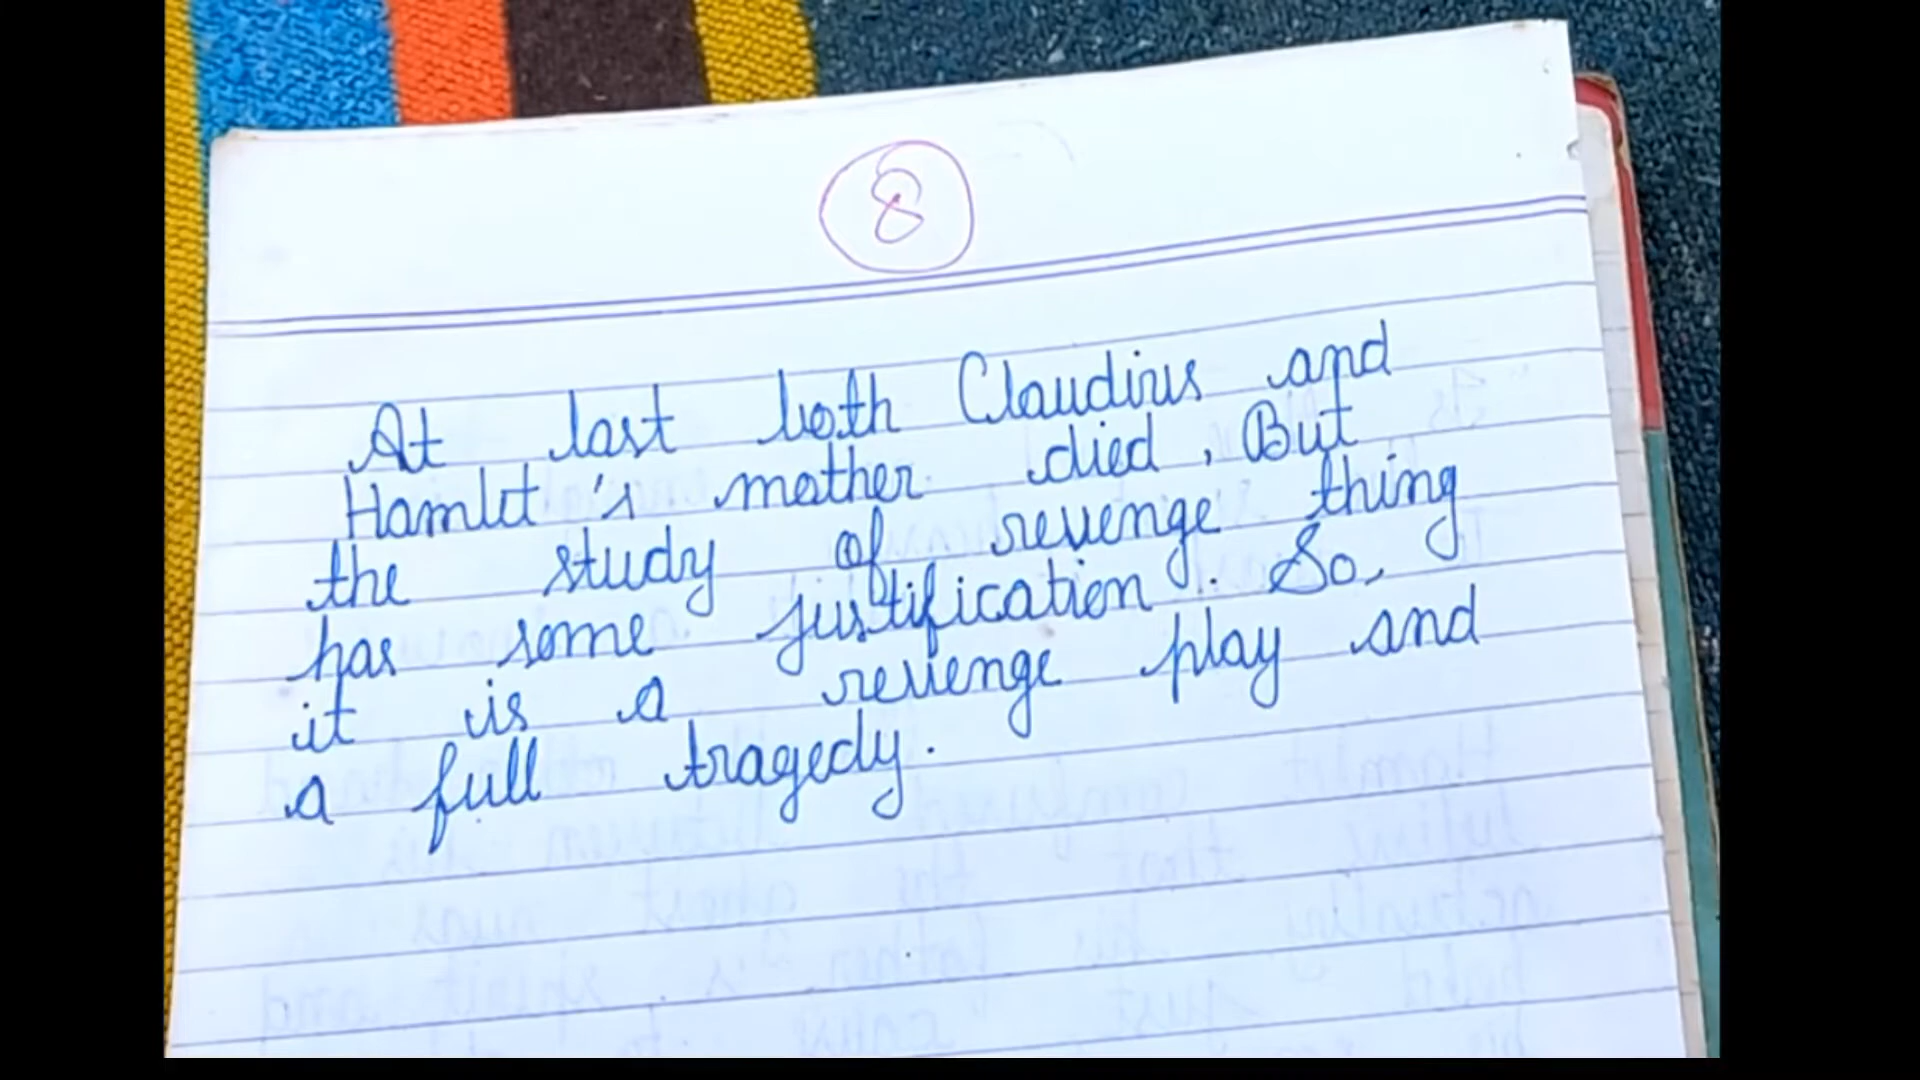 8
At last both Claudius and
Hamlet's mother died, But
the study of revenge thing
has some justification. So,
it is a revenge play and
a full tragedy.